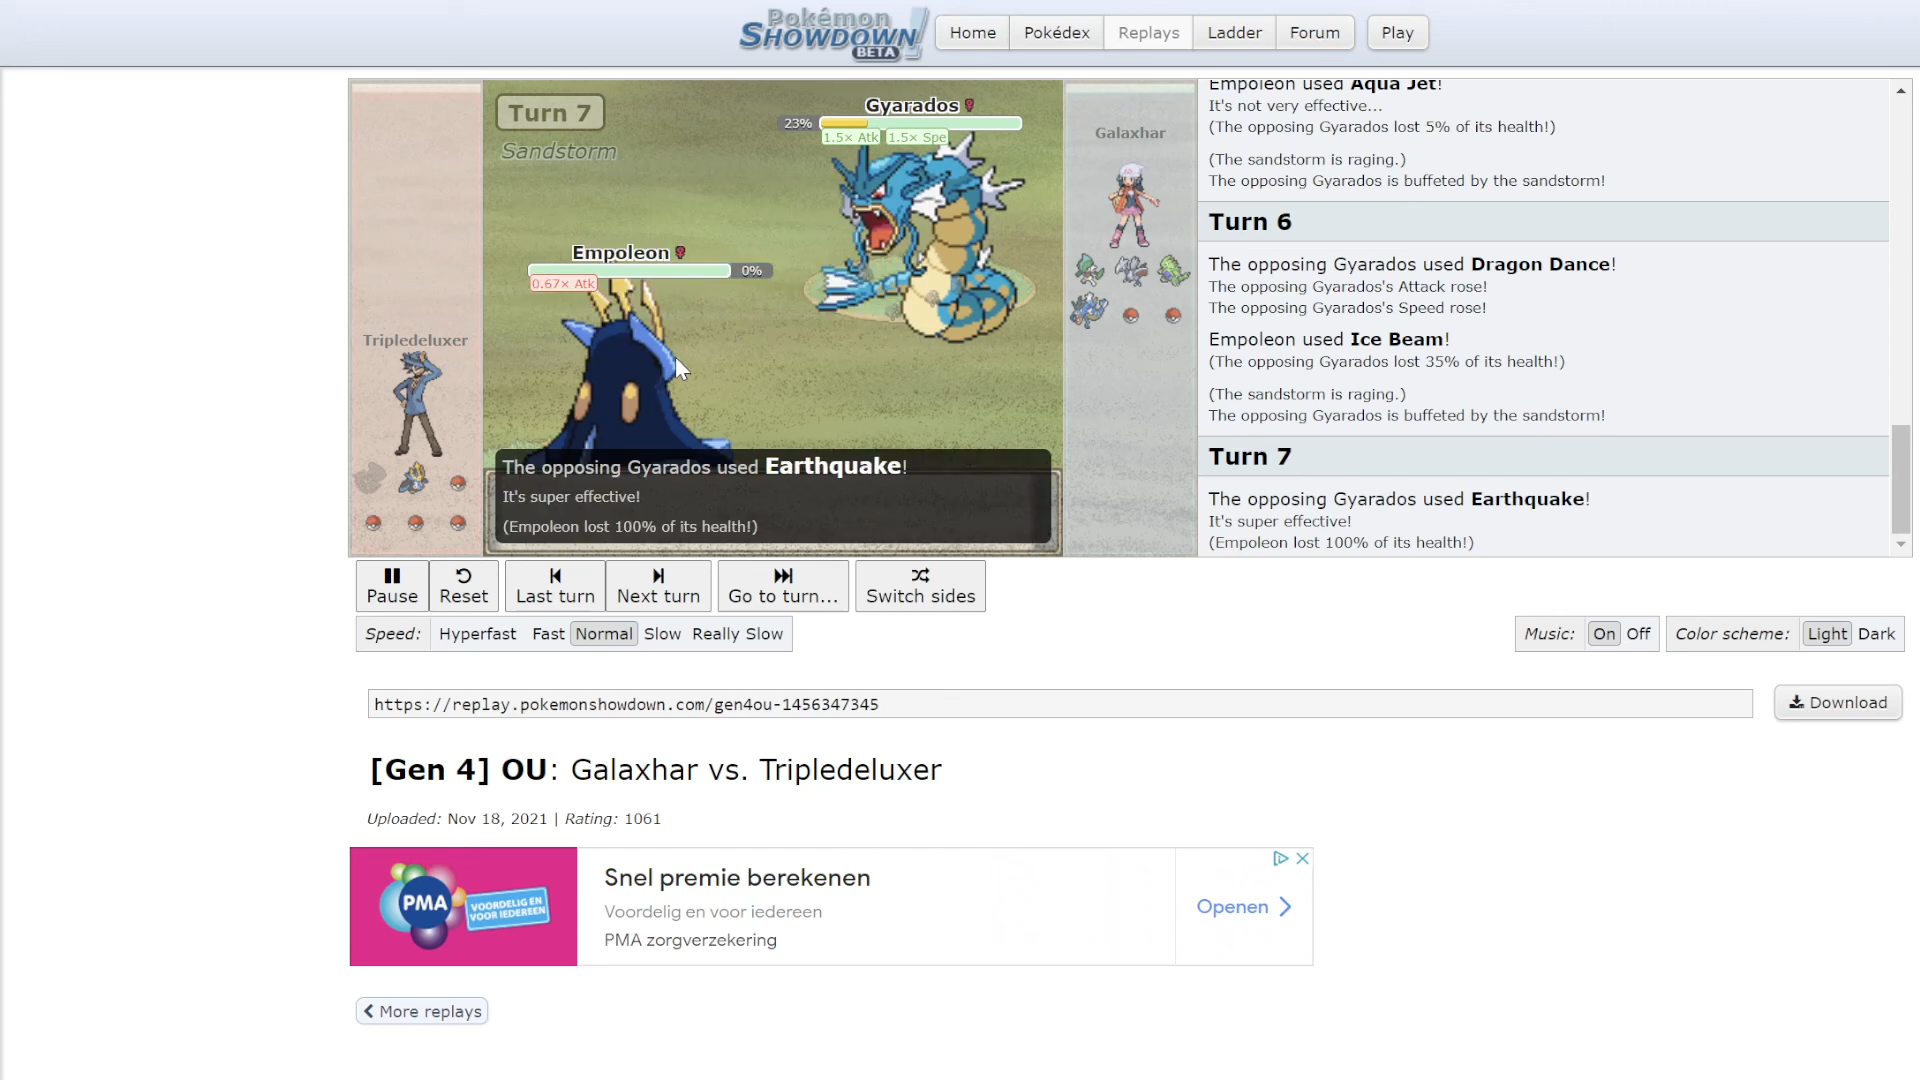 Pokémon
SHOWDOWN!
BETA
Home
Pokédex
Replays
Ladder
Forum
Play
Turn 7
Sandstorm
Gyarados
23%
1.5× Atk 1.5× Spe
Empoleon
0%
0.67× Atk
Tripledeluxer
Galaxhar
The opposing Gyarados used Earthquake!
It's super effective!
(Empoleon lost 100% of its health!)
Empoleon used Aqua Jet!
It's not very effective...
(The opposing Gyarados lost 5% of its health!)
(The sandstorm is raging.)
The opposing Gyarados is buffeted by the sandstorm!
Turn 6
The opposing Gyarados used Dragon Dance!
The opposing Gyarados's Attack rose!
The opposing Gyarados's Speed rose!
Empoleon used Ice Beam!
(The opposing Gyarados lost 35% of its health!)
(The sandstorm is raging.)
The opposing Gyarados is buffeted by the sandstorm!
Turn 7
The opposing Gyarados used Earthquake!
It's super effective!
(Empoleon lost 100% of its health!)
Pause
Reset
Last turn
Next turn
Go to turn...
Switch sides
Speed: Hyperfast Fast Normal Slow Really Slow
Music: On Off
Color scheme: Light Dark
https://replay.pokemonshowdown.com/gen4ou-1456347345
Download
[Gen 4] OU: Galaxhar vs. Tripledeluxer
Uploaded: Nov 18, 2021 | Rating: 1061
PMA
VOORDELIG EN
VOOR IEDEREEN
Snel premie berekenen
Voordelig en voor iedereen
PMA zorgverzekering
Openen
More replays